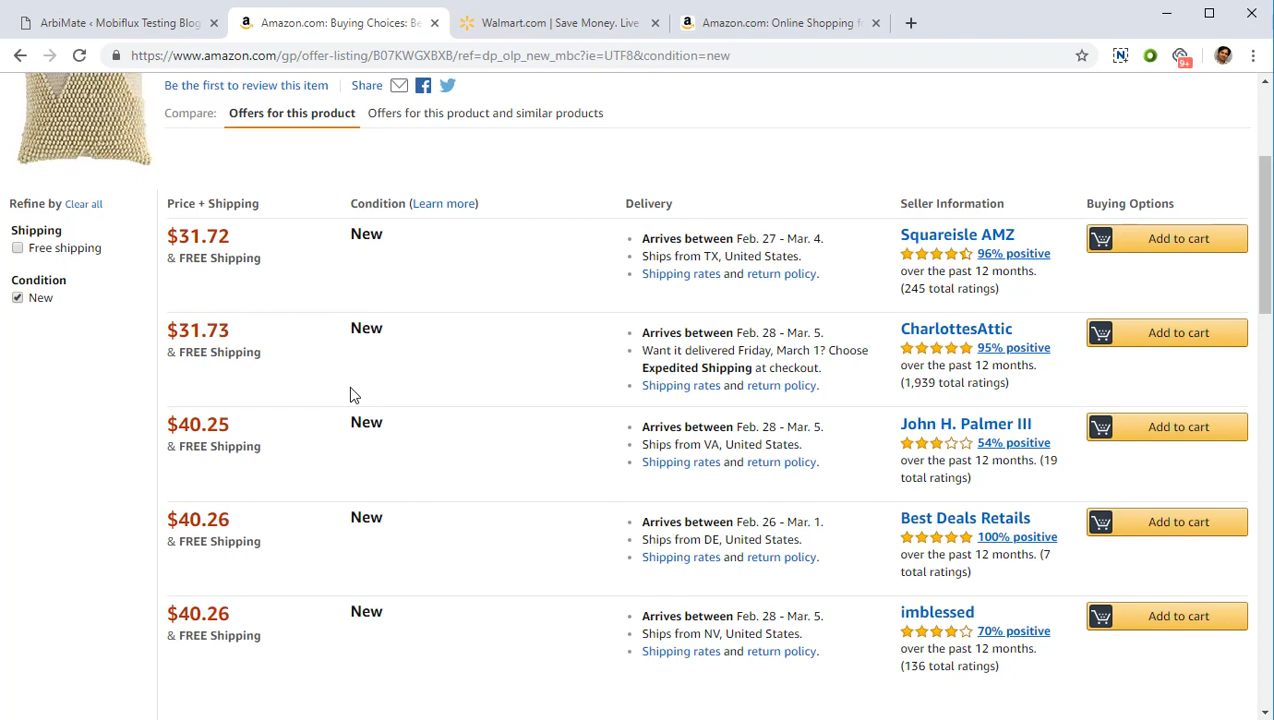 ArbiMate ‹ Mobiflux Testing Blog
Amazon.com: Buying Choices: Be
Walmart.com | Save Money. Live
Amazon.com: Online Shopping f
https://www.amazon.com/gp/offer-listing/B07KWGXBXB/ref=dp_olp_new_mbc?ie=UTF8&condition=new
9+
Be the first to review this item
Share
Compare: Offers for this product Offers for this product and similar products
Refine by Clear all
Shipping
Free shipping
Condition
New
Price + Shipping
Condition (Learn more)
Delivery
Seller Information
Buying Options
$31.72
& FREE Shipping
New
Arrives between Feb. 27 - Mar. 4.
Ships from TX, United States.
Shipping rates and return policy.
Squareisle AMZ
96% positive
over the past 12 months.
(245 total ratings)
Add to cart
$31.73
& FREE Shipping
New
Arrives between Feb. 28 - Mar. 5.
Want it delivered Friday, March 1? Choose
Expedited Shipping at checkout.
Shipping rates and return policy.
CharlottesAttic
95% positive
over the past 12 months.
(1,939 total ratings)
Add to cart
$40.25
& FREE Shipping
New
Arrives between Feb. 28 - Mar. 5.
Ships from VA, United States.
Shipping rates and return policy.
John H. Palmer III
54% positive
over the past 12 months. (19
total ratings)
Add to cart
$40.26
& FREE Shipping
New
Arrives between Feb. 26 - Mar. 1.
Ships from DE, United States.
Shipping rates and return policy.
Best Deals Retails
100% positive
over the past 12 months. (7
total ratings)
Add to cart
$40.26
& FREE Shipping
New
Arrives between Feb. 28 - Mar. 5.
Ships from NV, United States.
Shipping rates and return policy.
imblessed
70% positive
over the past 12 months.
(136 total ratings)
Add to cart